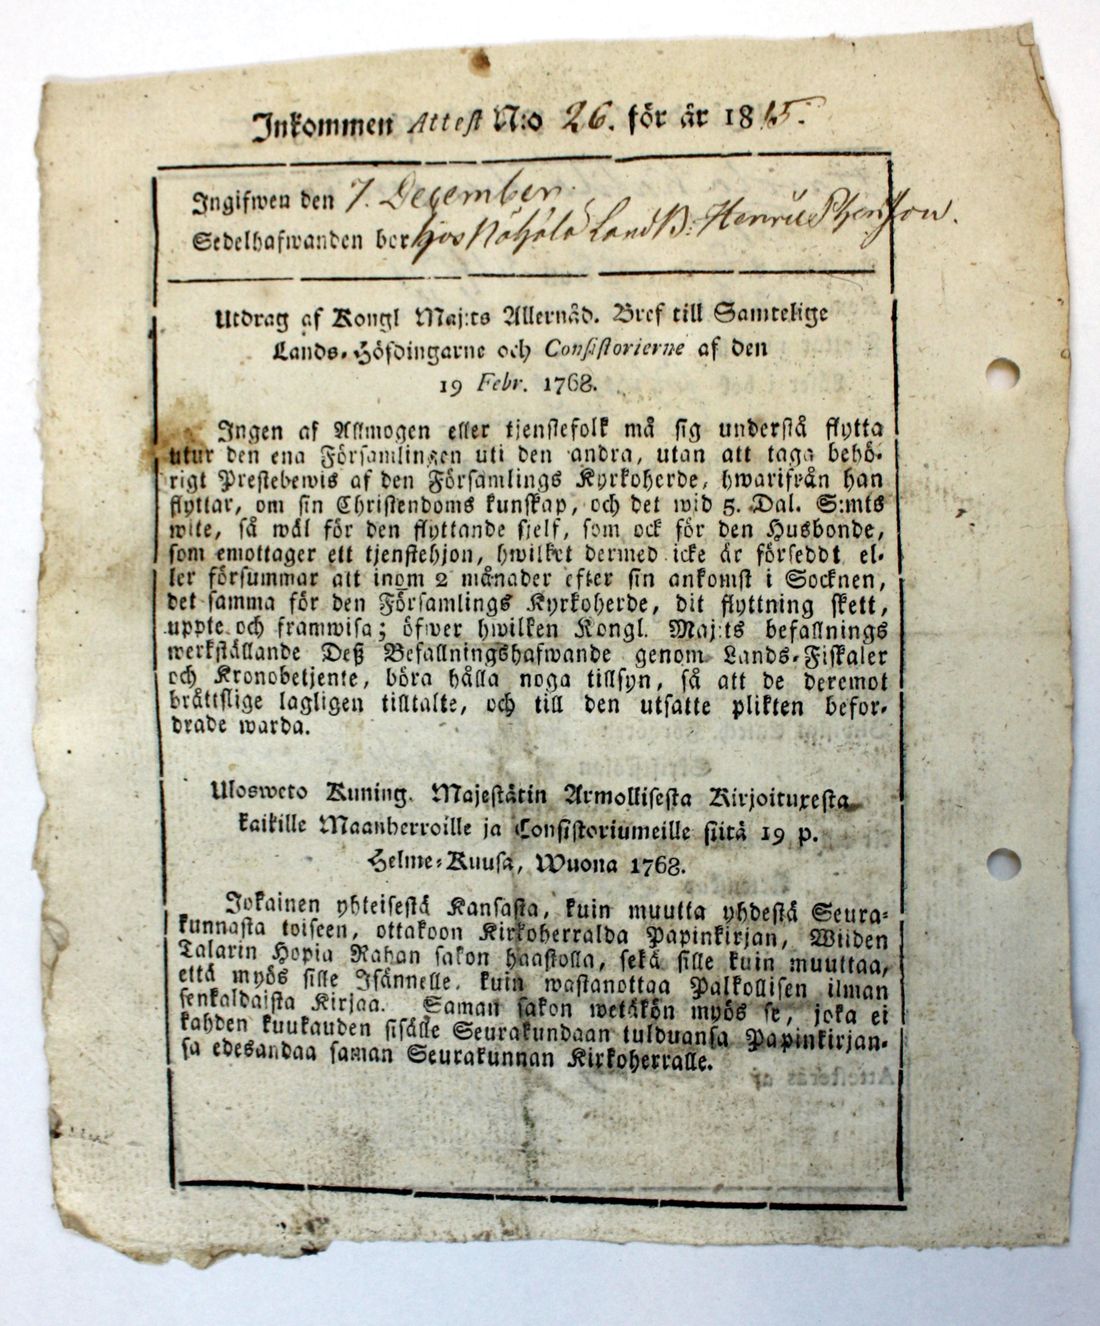 Inkommen Attest N:o 26. för år 1815.
Ingifwen den 7. December
Sedelhafwanden bor hos Land
Utdrag af Kongl Maj:ts Allernåd. Bref till Samtelige
Lands-Höfdingarne och Consistorierne af den
19 Febr. 1768.
Ingen af Allmogen eller tjenstefolk må sig understå flytta
utur den ena Församlingen uti den andra, utan att taga behö-
rigt Prestebewis af den Församlings Kyrkoherde, hwarifrån han
flyttar, om sin Christendoms kunskap, och det wid 5. Dal. S:mts
wite, så wäl för den flyttande sjelf, som ock för den Husbonde,
som emottager ett tjenstehjon, hwilket dermed icke är förseddt el-
ler försummar att inom 2 månader efter sin ankomst i Socknen,
det samma för den Församlings Kyrkoherde, dit flyttning skett,
uppte och framwisa; öfwer hwilken Kongl. Maj:ts befallnings
werkställande Deß Befallningshafwande genom Lands-Fiskaler
och Kronobetjente, böra hålla noga tillsyn, så att de deremot
bråttslige lagligen tilltalte, och till den utsatte plikten befor-
drade warda.
Ulosweto Kuning. Majestätin Armollisesta Kirjoituxesta
kaikille Maanherroille ja Consistoriumeille siitä 19 p.
Helme-Kuusa, Wuona 1768.
Jokainen yhteisestä Kansasta, kuin muutta yhdestä Seura-
kunnasta toiseen, ottakoon Kirkoherralda Papinkirjan, Wiiden
Talarin Hopia Rahan sakon haastolla, sekä sille kuin muuttaa,
että myös sille Isännelle, kuin wastanottaa Palkollisen ilman
senkaldaista Kirjaa. Saman sakon wetäkön myös se, joka ei
kahden kuukauden sisälle Seurakundaan tulduansa Papinkirjan-
sa edesandaa saman Seurakunnan Kirkoherralle.